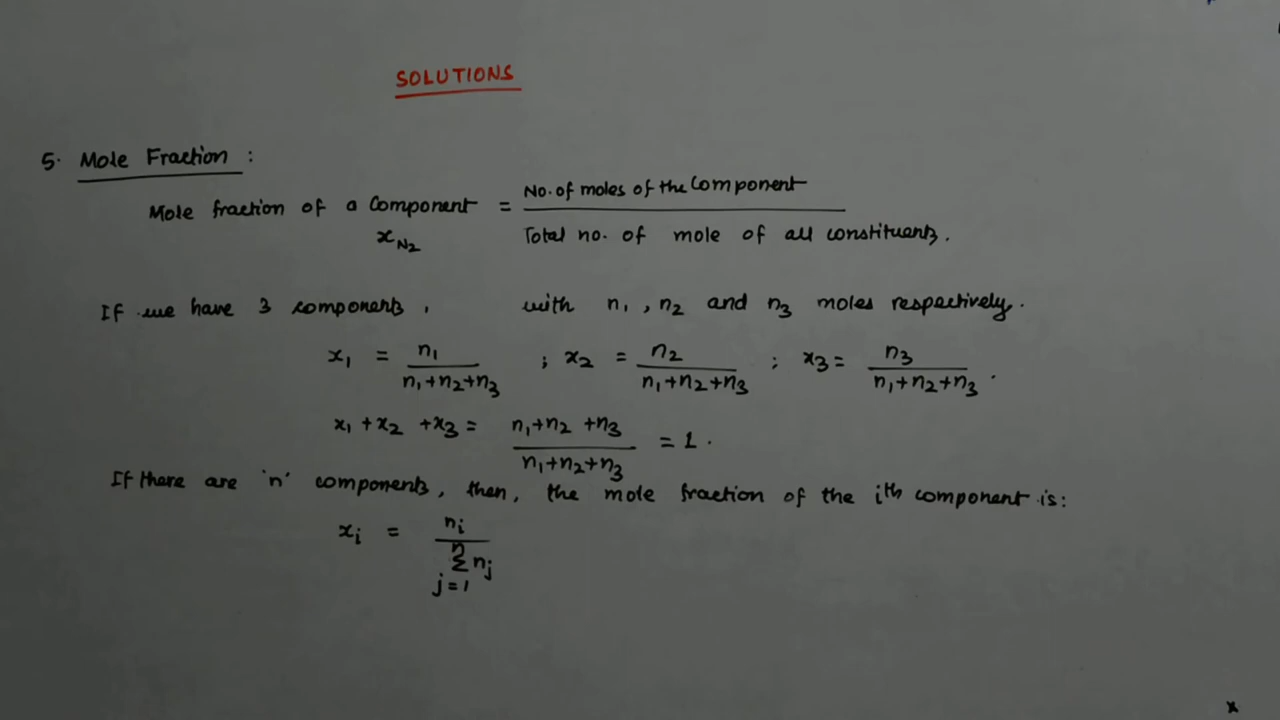 SOLUTIONS
5. Mole Fraction :
Mole fraction of a Component = No. of moles of the Component / Total no. of mole of all constituents.
x_N2
If we have 3 components, with n1, n2 and n3 moles respectively.
x1 = n1 / n1+n2+n3 ; x2 = n2 / n1+n2+n3 ; x3 = n3 / n1+n2+n3 .
x1 + x2 + x3 = n1+n2+n3 / n1+n2+n3 = 1.
If there are 'n' components, then, the mole fraction of the ith component is:
xi = ni / n Σ nj j=1
x